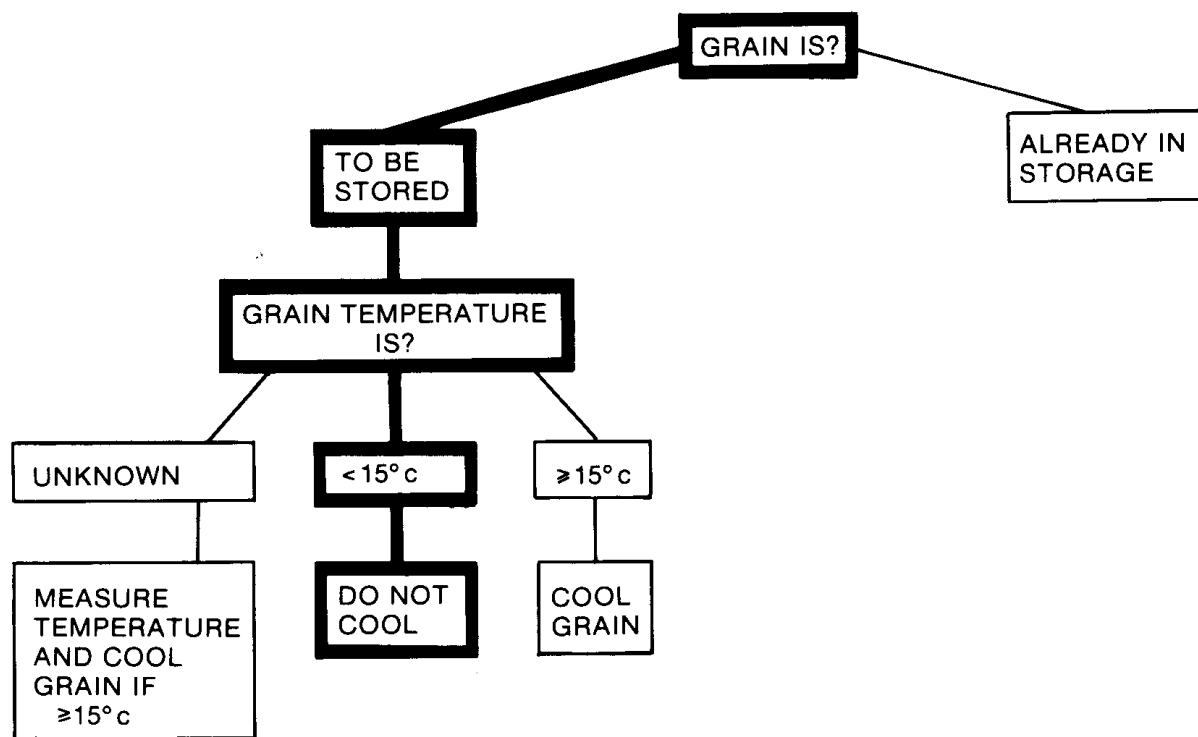 GRAIN IS?
TO BE
STORED
ALREADY IN
STORAGE
GRAIN TEMPERATURE
IS?
UNKNOWN
<15°c
⩾15°c
MEASURE
TEMPERATURE
AND COOL
GRAIN IF
≥15°c
DO NOT
COOL
COOL
GRAIN